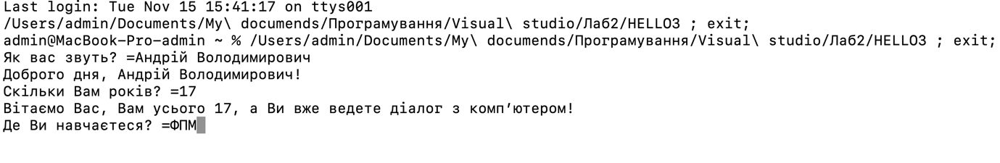 Last login: Tue Nov 15 15:41:17 on ttys001
/Users/admin/Documents/My\ documends/Програмування/Visual\ studio/Лаб2/HELLO3 ; exit;
admin@MacBook-Pro-admin ~ % /Users/admin/Documents/My\ documends/Програмування/Visual\ studio/Лаб2/HELLO3 ; exit;
Як вас звуть? =Андрій Володимирович
Доброго дня, Андрій Володимирович!
Скільки Вам років? =17
Вітаємо Вас, Вам усього 17, а Ви вже ведете діалог з комп’ютером!
Де Ви навчаєтеся? =ФПМ